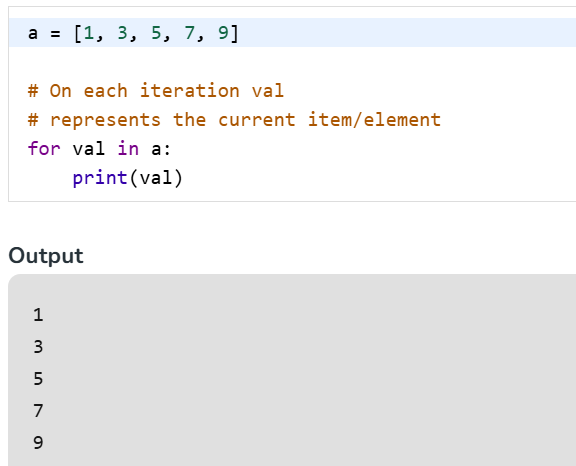 a = [1, 3, 5, 7, 9]
# On each iteration val
# represents the current item/element
for val in a:
    print(val)
Output
1
3
5
7
9